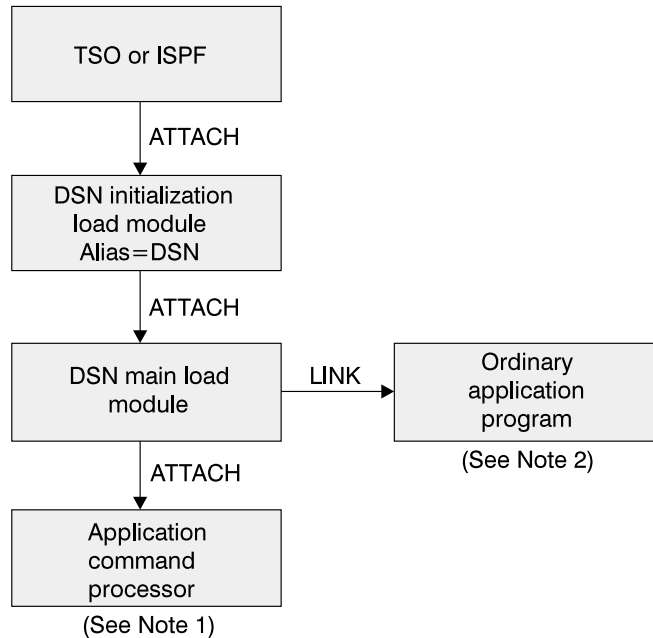 TSO or ISPF
ATTACH
DSN initialization
load module
Alias=DSN
ATTACH
DSN main load
module
LINK
Ordinary
application
program
(See Note 2)
ATTACH
Application
command
processor
(See Note 1)